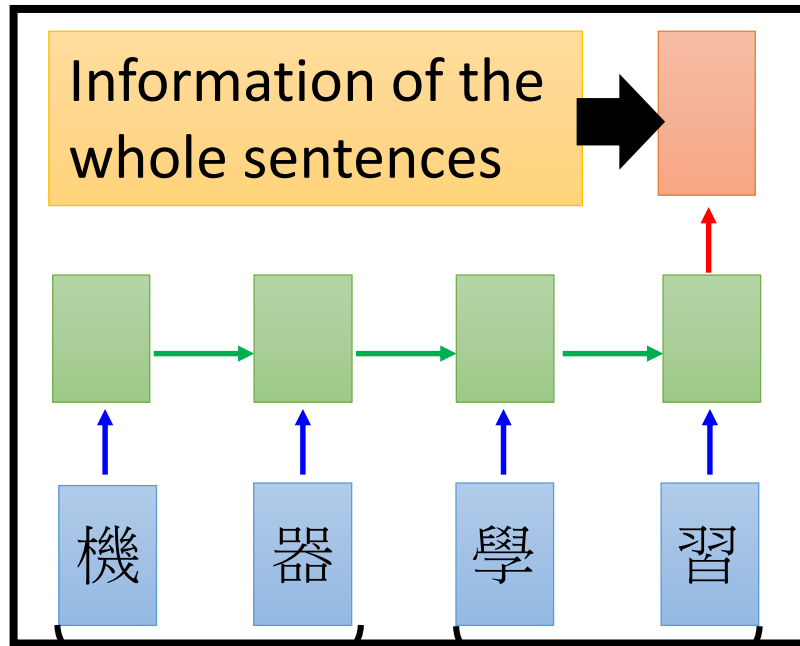 Information of the
whole sentences
機 器 學 習